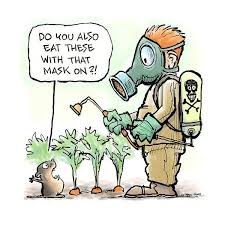 DO YOU ALSO
EAT THESE
WITH THAT
MASK ON?!